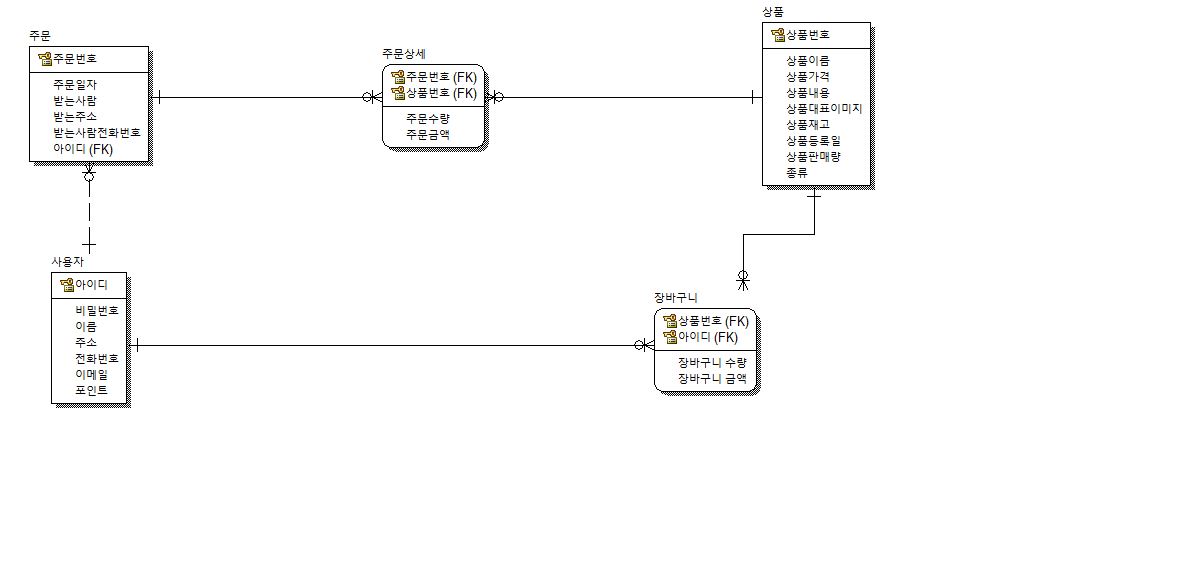 주문
주문번호
주문일자
받는사람
받는주소
받는사람전화번호
아이디 (FK)
주문상세
주문번호 (FK)
상품번호 (FK)
주문수량
주문금액
상품
상품번호
상품이름
상품가격
상품내용
상품대표이미지
상품재고
상품등록일
상품판매량
종류
사용자
아이디
비밀번호
이름
주소
전화번호
이메일
포인트
장바구니
상품번호 (FK)
아이디 (FK)
장바구니 수량
장바구니 금액